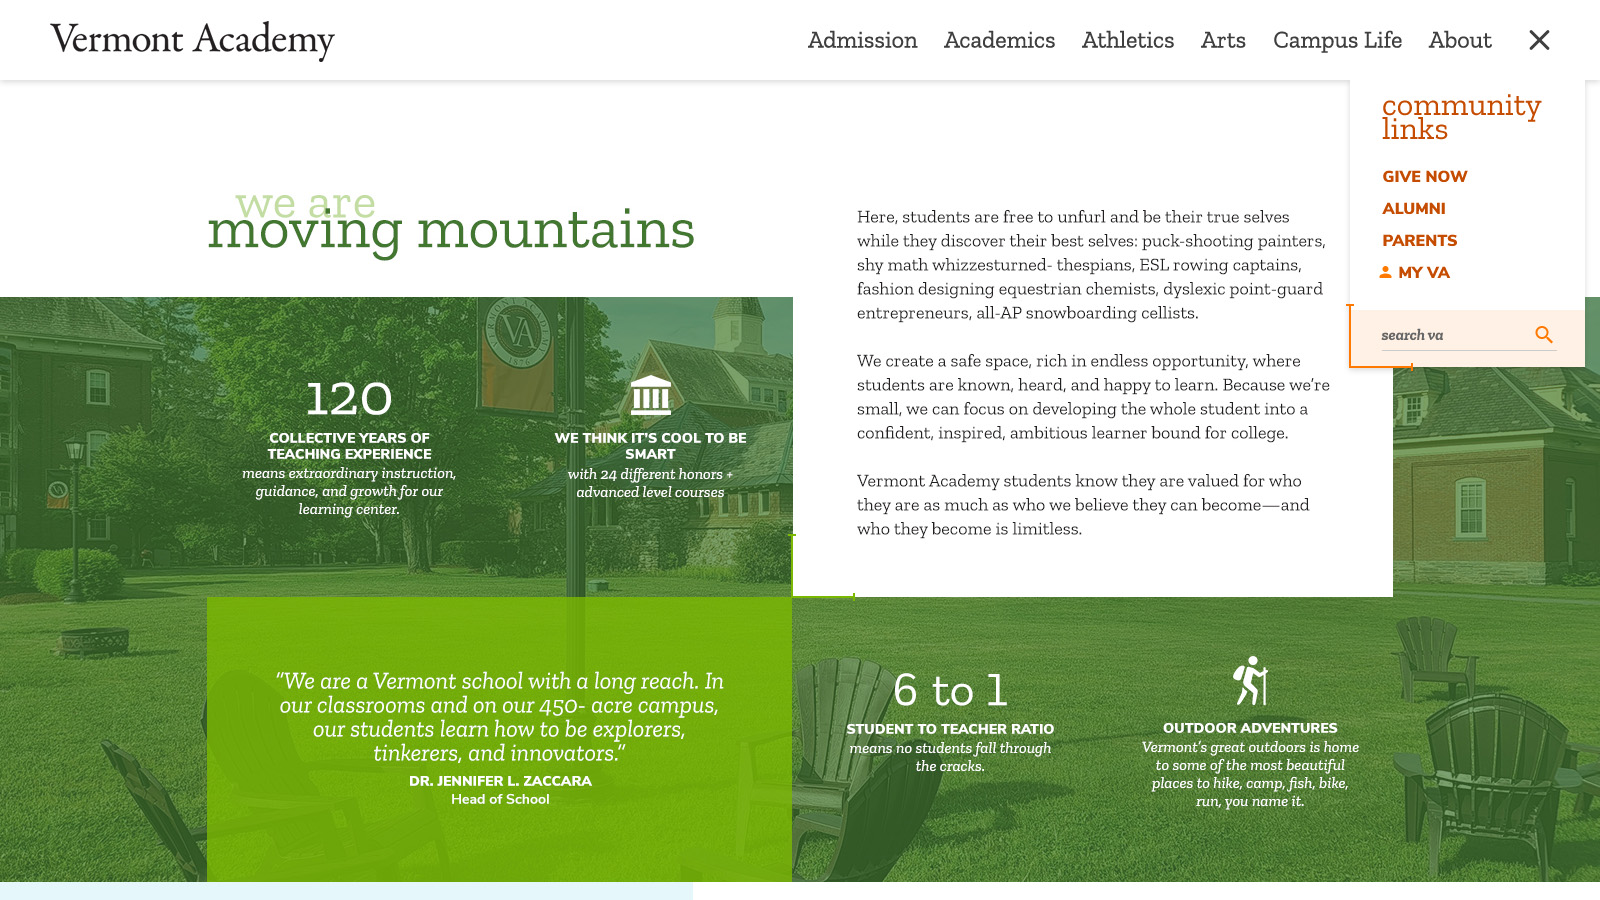 Vermont Academy
Admission Academics Athletics Arts Campus Life About
community
links
GIVE NOW
ALUMNI
PARENTS
MY VA
search va
we are
moving mountains
Here, students are free to unfurl and be their true selves
while they discover their best selves: puck-shooting painters,
shy math whizzesturned- thespians, ESL rowing captains,
fashion designing equestrian chemists, dyslexic point-guard
entrepreneurs, all-AP snowboarding cellists.
We create a safe space, rich in endless opportunity, where
students are known, heard, and happy to learn. Because we’re
small, we can focus on developing the whole student into a
confident, inspired, ambitious learner bound for college.
Vermont Academy students know they are valued for who
they are as much as who we believe they can become—and
who they become is limitless.
VA
1876
120
COLLECTIVE YEARS OF
TEACHING EXPERIENCE
means extraordinary instruction,
guidance, and growth for our
learning center.
WE THINK IT’S COOL TO BE
SMART
with 24 different honors +
advanced level courses
“We are a Vermont school with a long reach. In
our classrooms and on our 450- acre campus,
our students learn how to be explorers,
tinkerers, and innovators.”
DR. JENNIFER L. ZACCARA
Head of School
6 to 1
STUDENT TO TEACHER RATIO
means no students fall through
the cracks.
OUTDOOR ADVENTURES
Vermont’s great outdoors is home
to some of the most beautiful
places to hike, camp, fish, bike,
run, you name it.